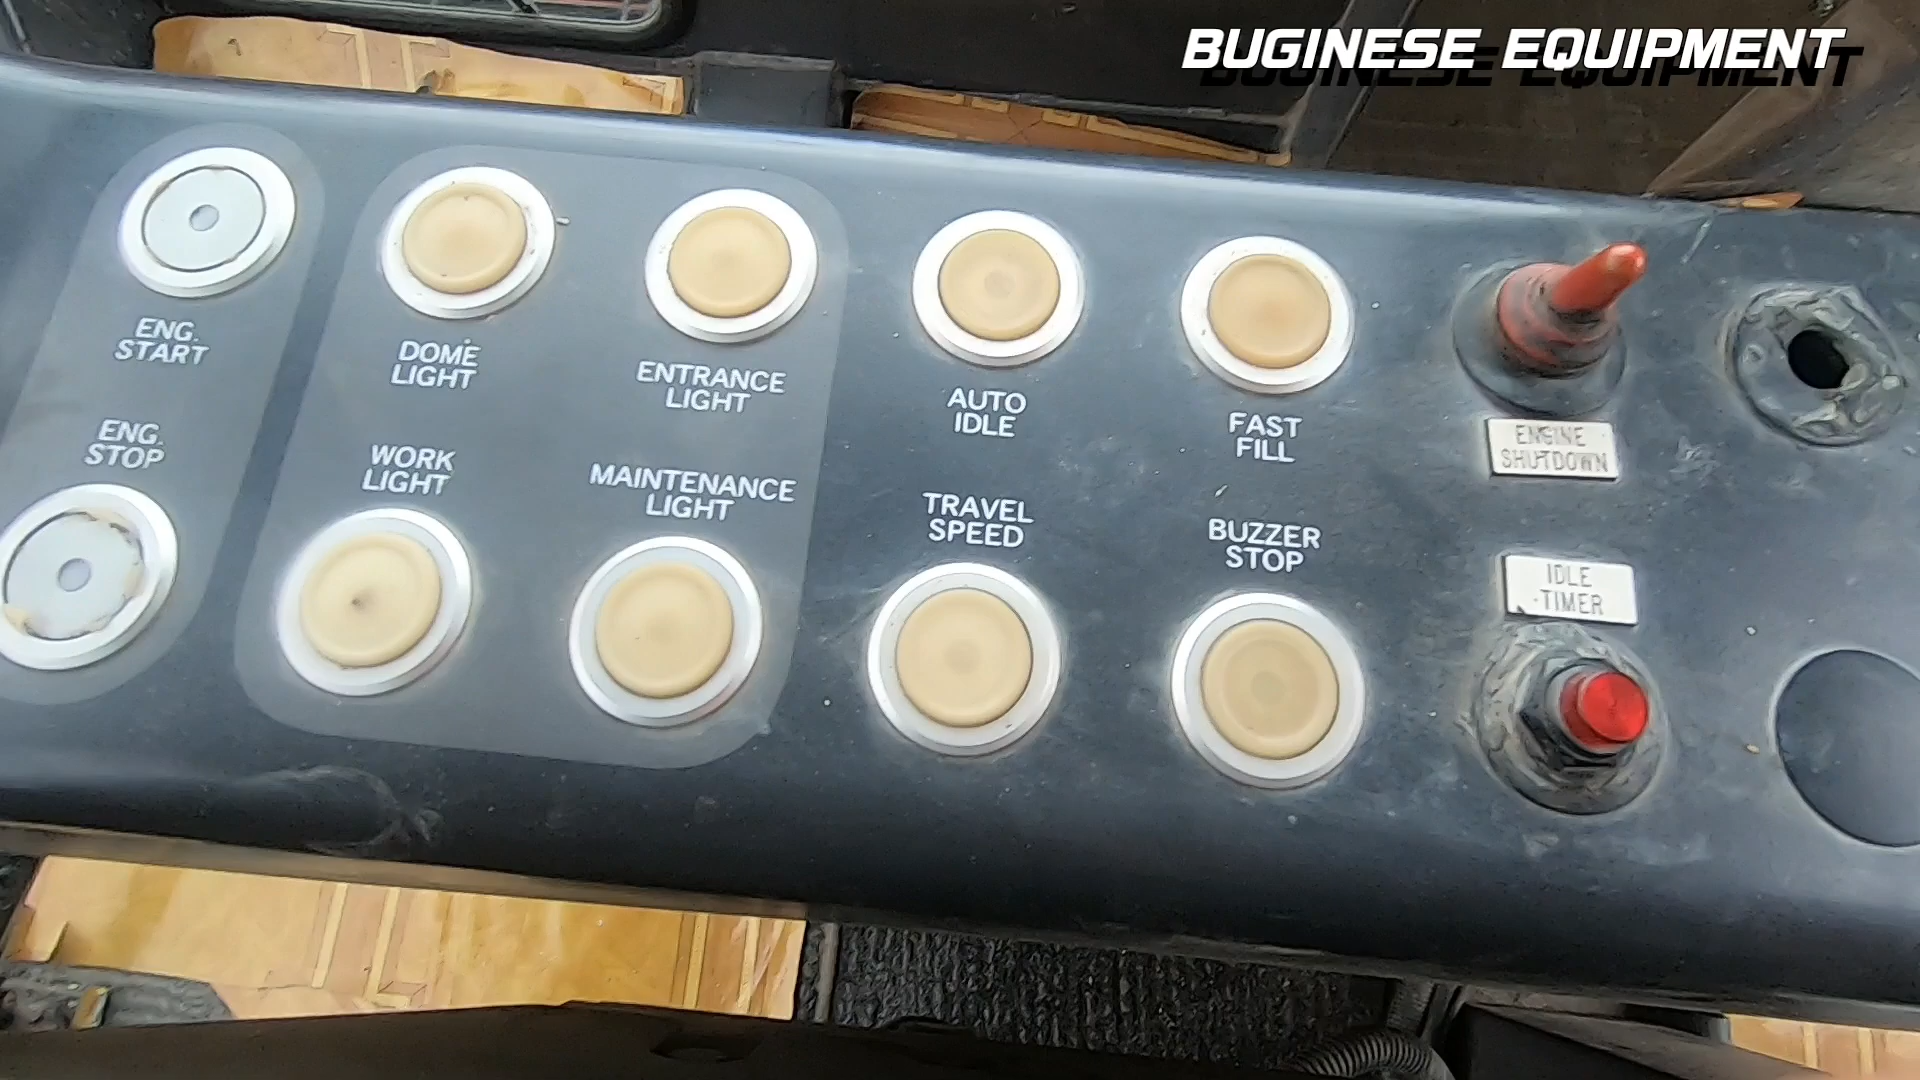 BUGINESE EQUIPMENT
ENG.
START
DOME
LIGHT
ENTRANCE
LIGHT
AUTO
IDLE
FAST
FILL
ENGINE
SHUTDOWN
ENG.
STOP
WORK
LIGHT
MAINTENANCE
LIGHT
TRAVEL
SPEED
BUZZER
STOP
IDLE
TIMER